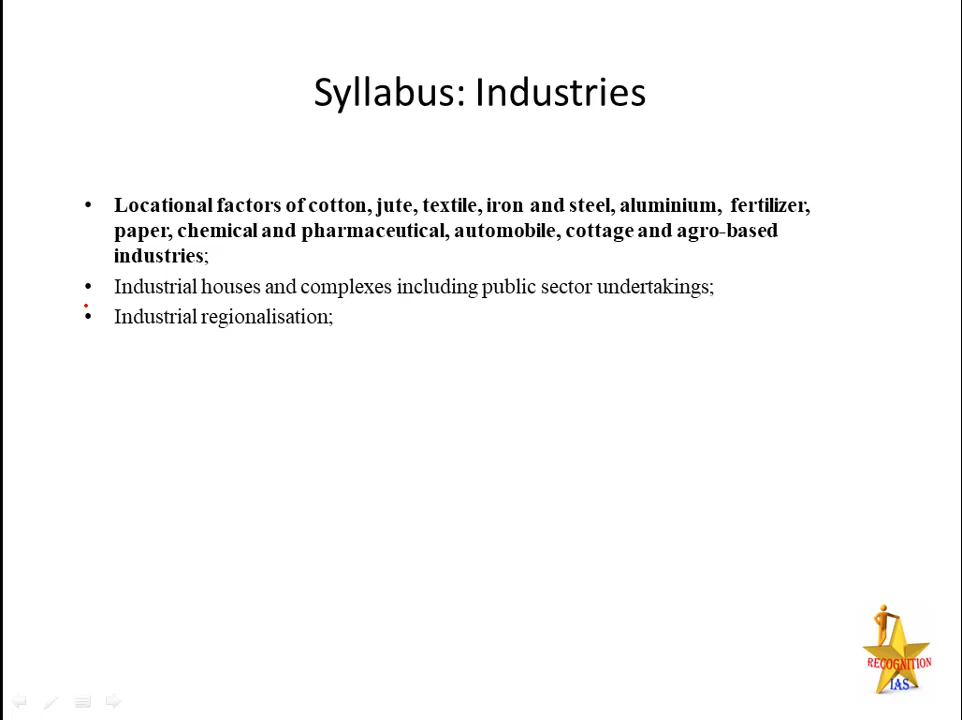 Syllabus: Industries
• Locational factors of cotton, jute, textile, iron and steel, aluminium, fertilizer,
paper, chemical and pharmaceutical, automobile, cottage and agro-based
industries;
• Industrial houses and complexes including public sector undertakings;
• Industrial regionalisation;
RECOGNITION
IAS